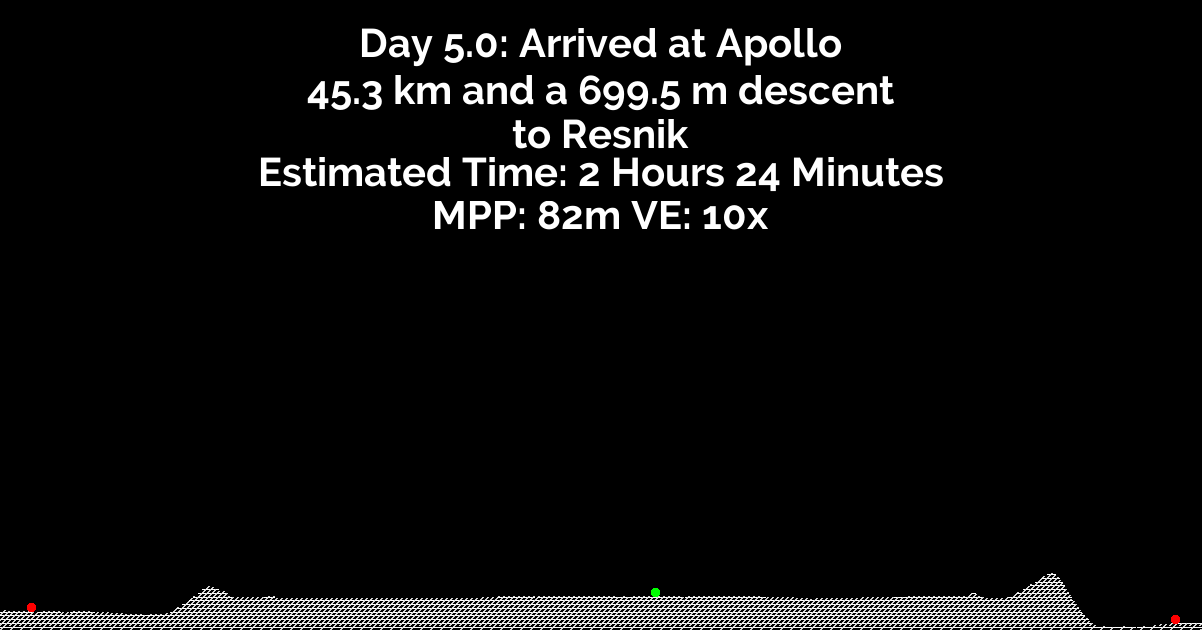 Day 5.0: Arrived at Apollo
45.3 km and a 699.5 m descent
to Resnik
Estimated Time: 2 Hours 24 Minutes
MPP: 82m VE: 10x